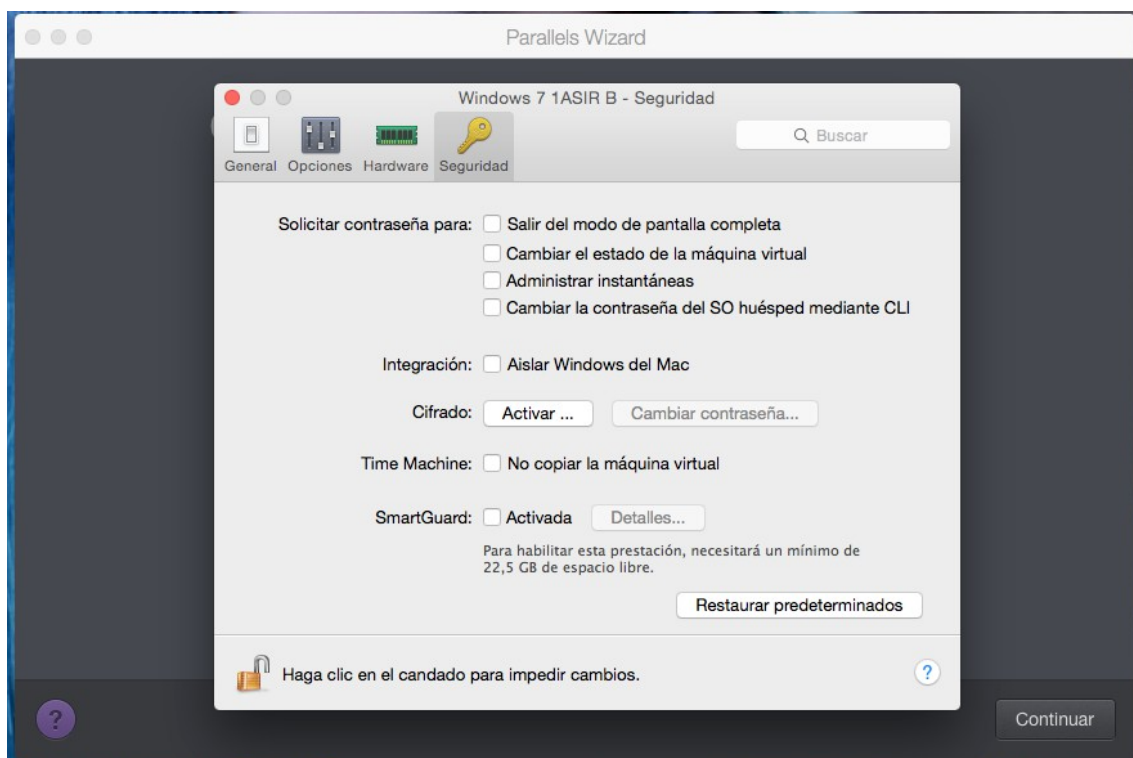 Parallels Wizard
Windows 7 1ASIR B - Seguridad
General Opciones Hardware Seguridad
Buscar
Solicitar contraseña para: Salir del modo de pantalla completa
Cambiar el estado de la máquina virtual
Administrar instantáneas
Cambiar la contraseña del SO huésped mediante CLI
Integración: Aislar Windows del Mac
Cifrado: Activar ... Cambiar contraseña...
Time Machine: No copiar la máquina virtual
SmartGuard: Activada Detalles...
Para habilitar esta prestación, necesitará un mínimo de
22,5 GB de espacio libre.
Restaurar predeterminados
Haga clic en el candado para impedir cambios.
?
?
Continuar